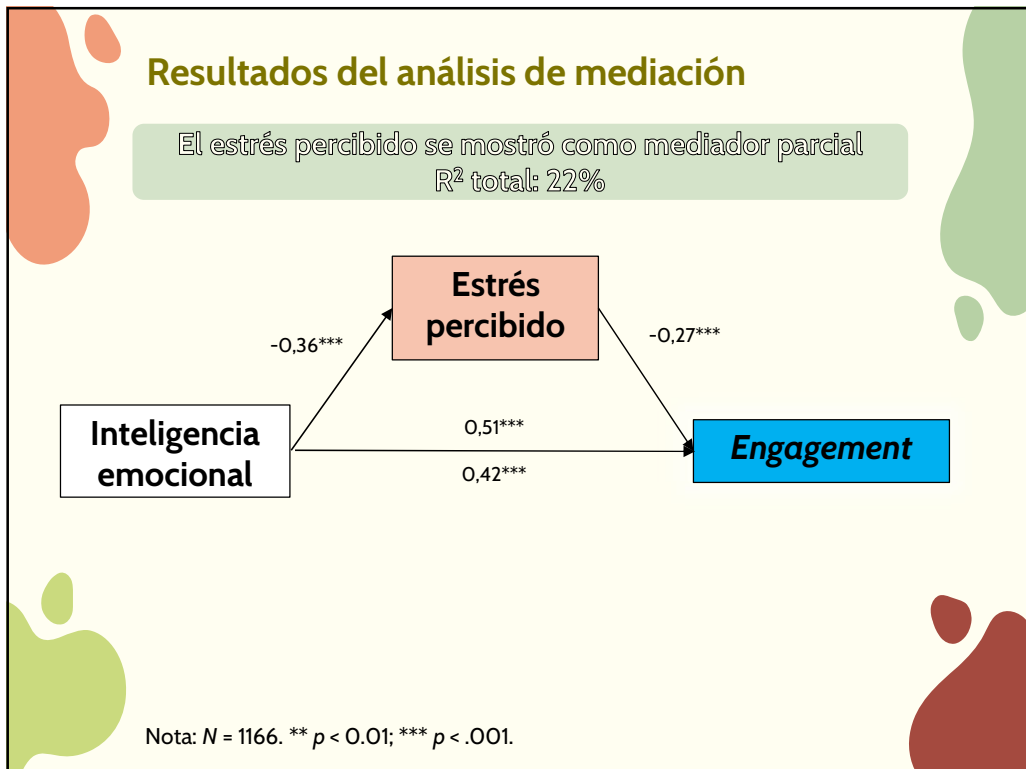 Resultados del análisis de mediación
El estrés percibido se mostró como mediador parcial
R² total: 22%
Estrés
percibido
-0,36***
-0,27***
Inteligencia
emocional
0,51***
0,42***
Engagement
Nota: N = 1166. ** p < 0.01; *** p < .001.